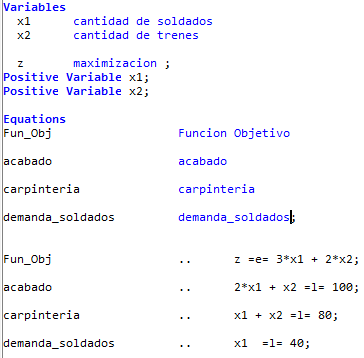 Variables
x1 cantidad de soldados
x2 cantidad de trenes
z maximizacion ;
Positive Variable x1;
Positive Variable x2;
Equations
Fun_Obj Funcion Objetivo
acabado acabado
carpinteria carpinteria
demanda_soldados demanda_soldados;
Fun_Obj .. z =e= 3*x1 + 2*x2;
acabado .. 2*x1 + x2 =l= 100;
carpinteria .. x1 + x2 =l= 80;
demanda_soldados .. x1 =l= 40;